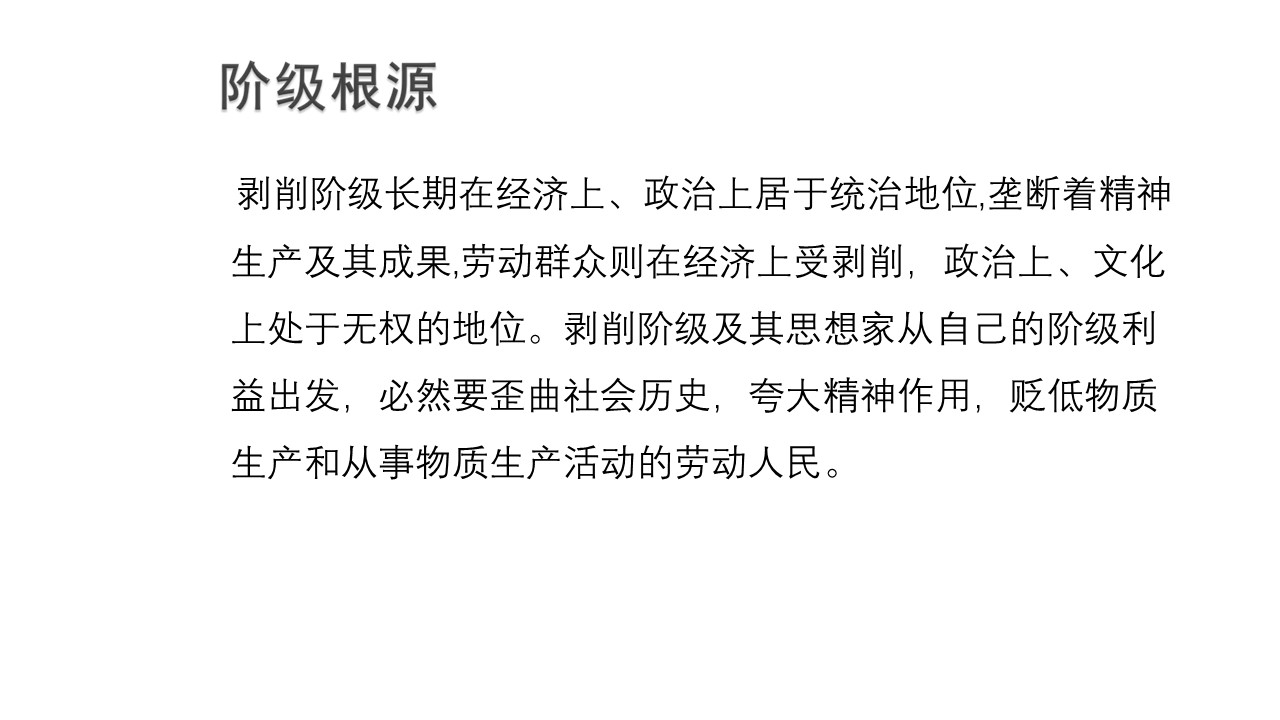 阶级根源
剥削阶级长期在经济上、政治上居于统治地位,垄断着精神
生产及其成果,劳动群众则在经济上受剥削，政治上、文化
上处于无权的地位。剥削阶级及其思想家从自己的阶级利
益出发，必然要歪曲社会历史，夸大精神作用，贬低物质
生产和从事物质生产活动的劳动人民。